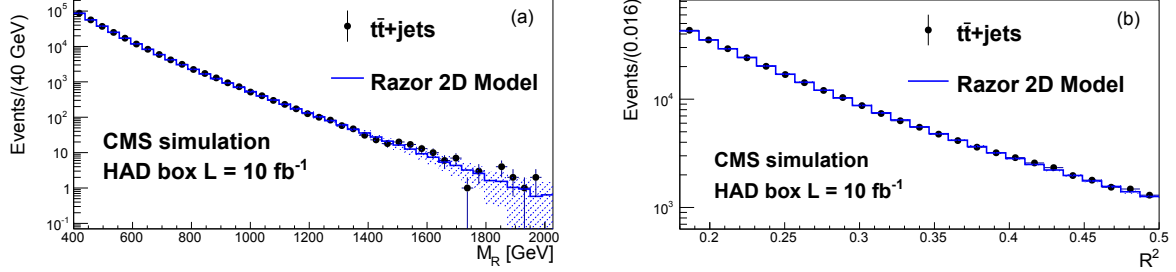 Events/(40 GeV)
10⁵
10⁴
10³
10²
10
1
10⁻¹
(a)
tt̄+jets
Razor 2D Model
CMS simulation
HAD box L = 10 fb⁻¹
400 600 800 1000 1200 1400 1600 1800 2000
M_R [GeV]
Events/(0.016)
10⁴
10³
(b)
tt̄+jets
Razor 2D Model
CMS simulation
HAD box L = 10 fb⁻¹
0.2 0.25 0.3 0.35 0.4 0.45 0.5
R²